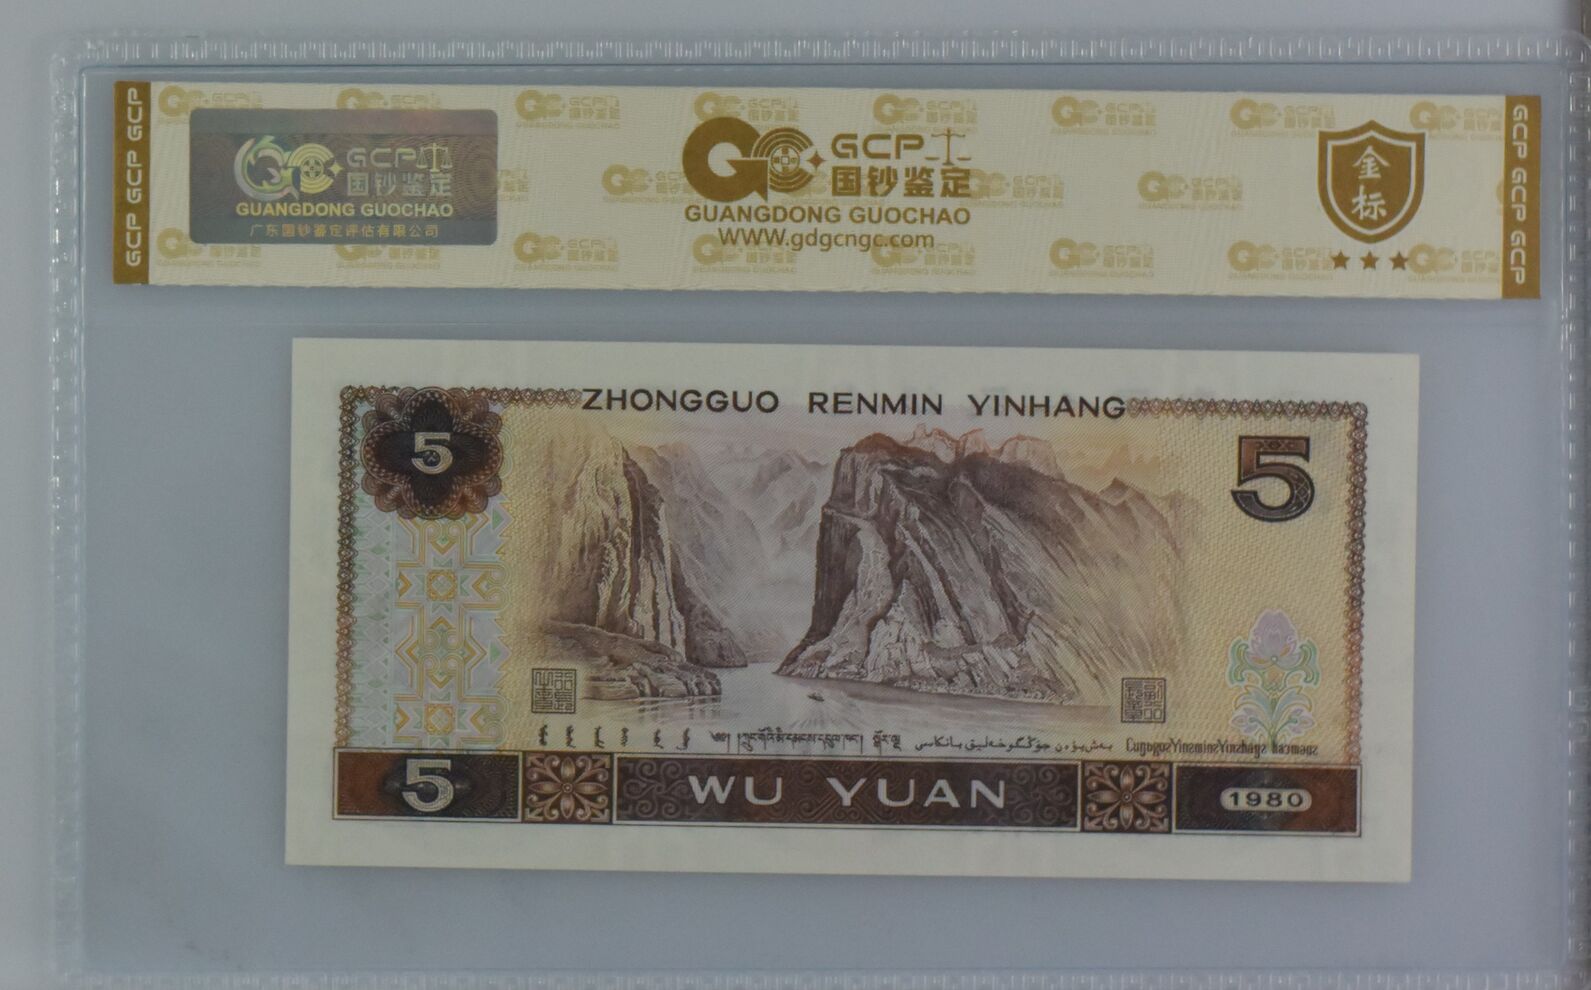 GCP GCP GCP
GCP
国钞鉴定
GUANGDONG GUOCHAO
广东国钞鉴定评估有限公司
GCP
国钞鉴定
GUANGDONG GUOCHAO
WWW.gdgcngc.com
金标
GCP GCP GCP
ZHONGGUO RENMIN YINHANG
5
5
5
WU YUAN
1980